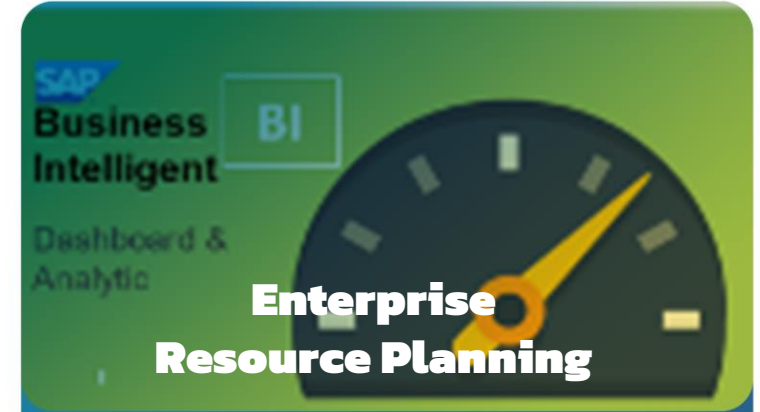 SAP
Business
BI
Intelligent
Dashboard &
Analytic
Enterprise
Resource Planning